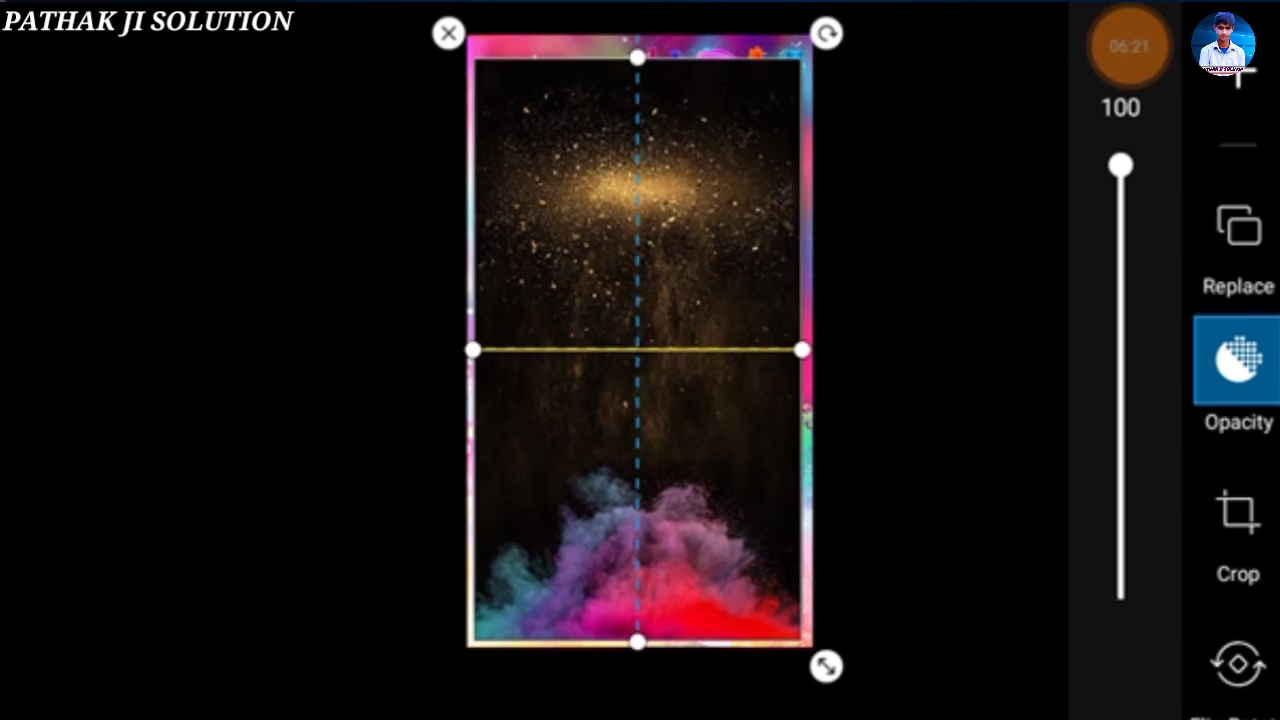 PATHAK JI SOLUTION
06:21
100
Replace
Opacity
Crop